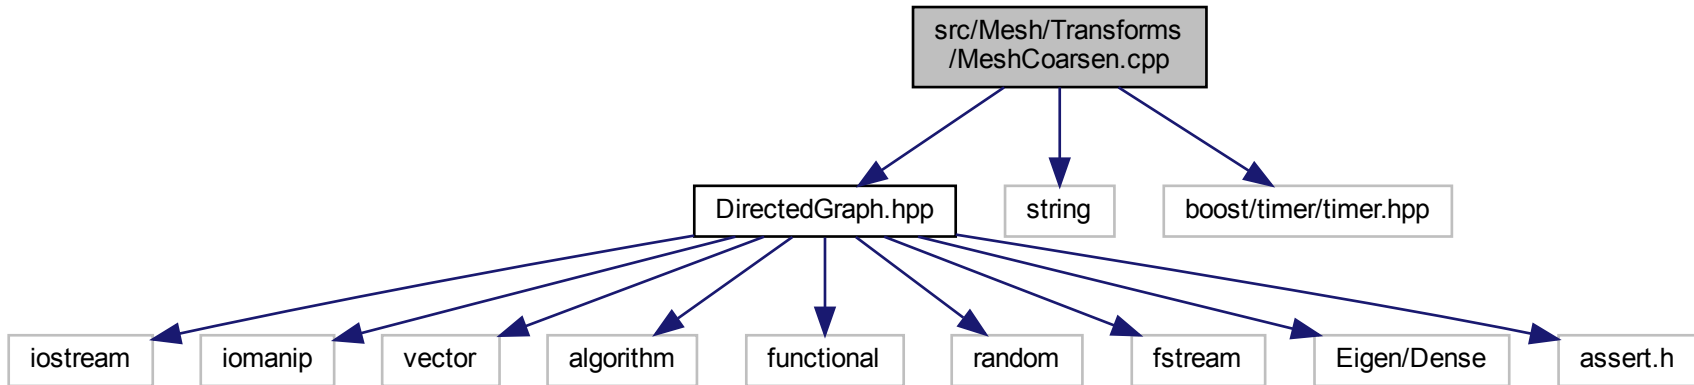 src/Mesh/Transforms
/MeshCoarsen.cpp
DirectedGraph.hpp
string
boost/timer/timer.hpp
iostream
iomanip
vector
algorithm
functional
random
fstream
Eigen/Dense
assert.h